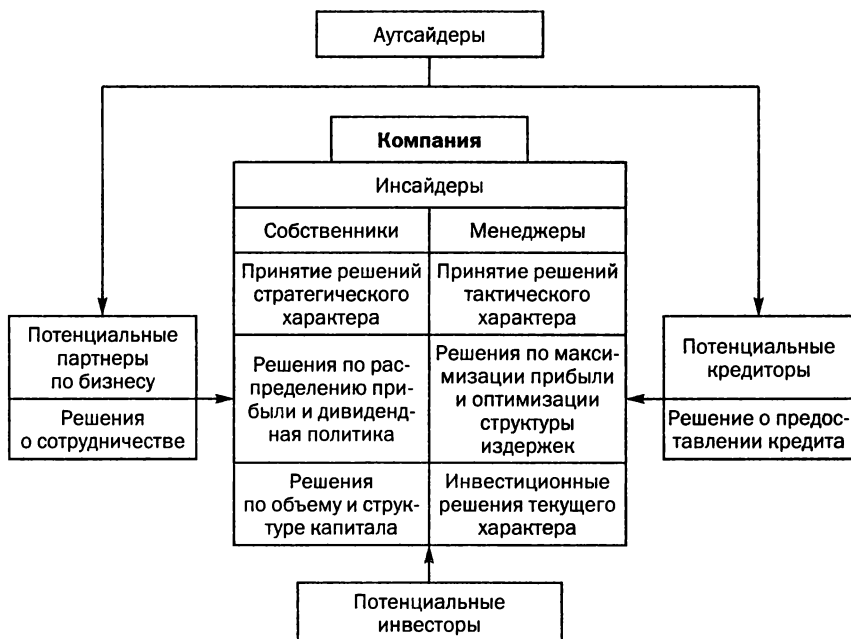 Аутсайдеры
Компания
Инсайдеры
Собственники
Менеджеры
Принятие решений
стратегического
характера
Принятие решений
тактического
характера
Потенциальные
партнеры
по бизнесу
Решения
о сотрудничестве
Решения по рас-
пределению при-
были и дивиденд-
ная политика
Решения по макси-
мизации прибыли
и оптимизации
структуры
издержек
Потенциальные
кредиторы
Решение о предос-
тавлении кредита
Решения
по объему и струк-
туре капитала
Инвестиционные
решения текущего
характера
Потенциальные
инвесторы